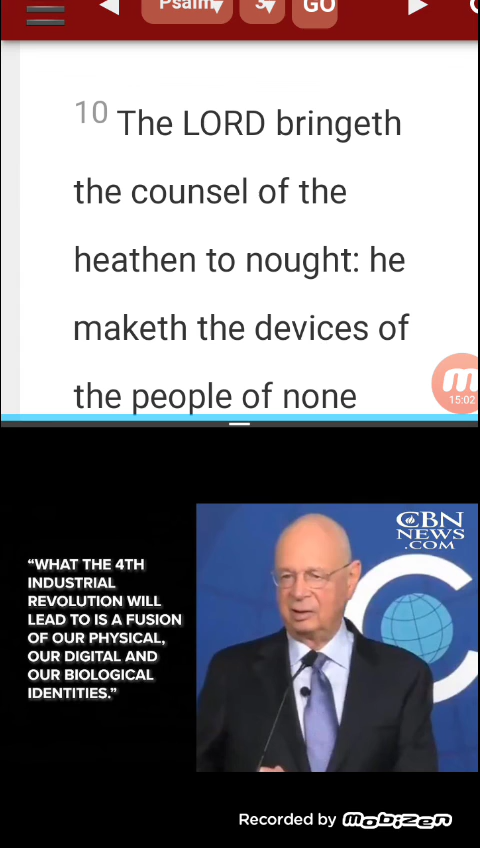 Psalm
3
GO
10 The LORD bringeth
the counsel of the
heathen to nought: he
maketh the devices of
the people of none
15:02
CBN
NEWS
.COM
“WHAT THE 4TH
INDUSTRIAL
REVOLUTION WILL
LEAD TO IS A FUSION
OF OUR PHYSICAL,
OUR DIGITAL AND
OUR BIOLOGICAL
IDENTITIES.”
Recorded by Mobizen